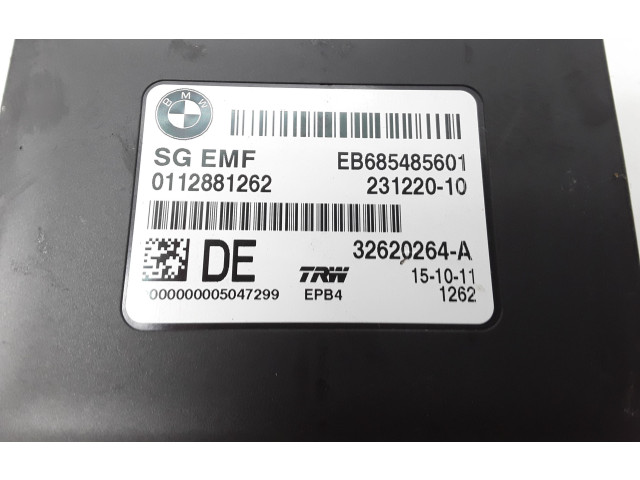 BMW
SG EMF EB685485601
0112881262 231220-10
DE 32620264-A
TRW 15-10-11
000000005047299 EPB4 1262